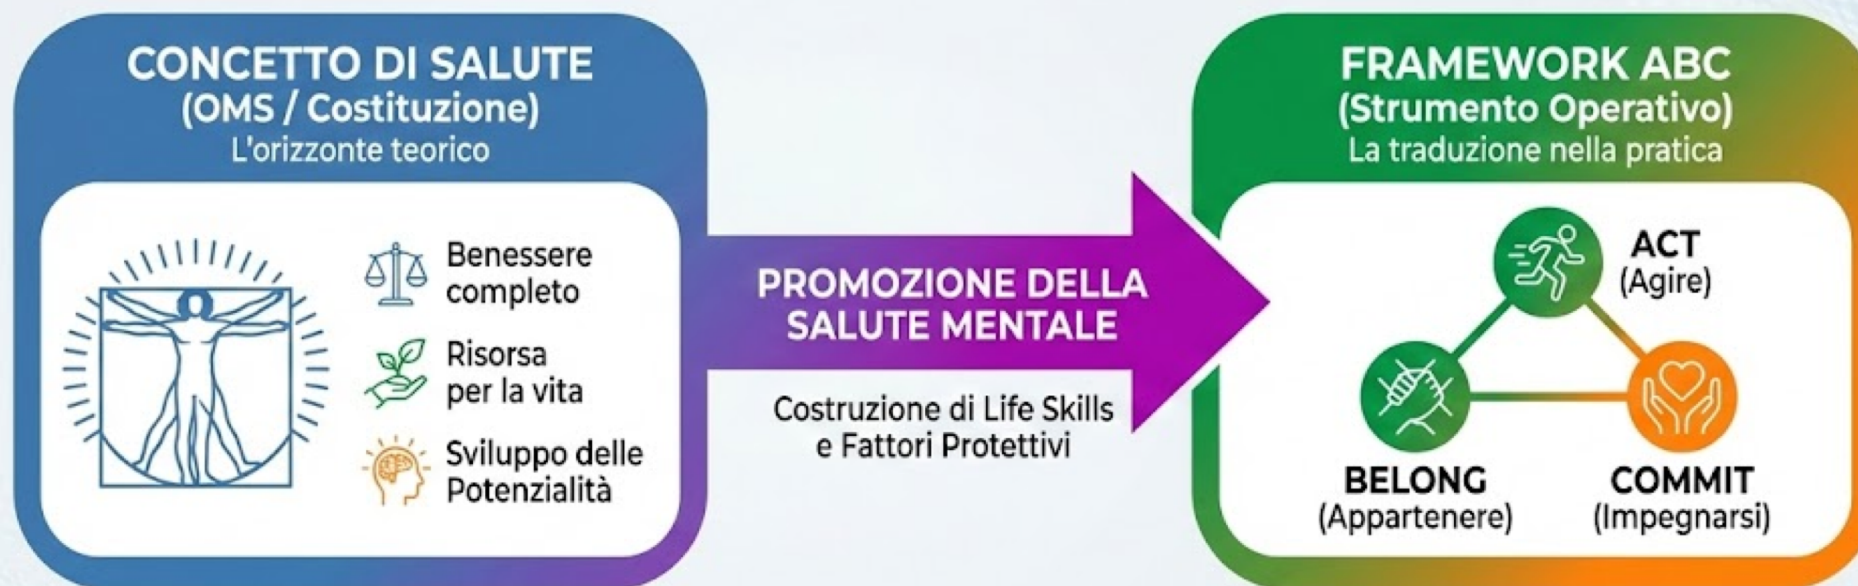 CONCETTO DI SALUTE
(OMS / Costituzione)
L'orizzonte teorico
Benessere
completo
Risorsa
per la vita
Sviluppo delle
Potenzialità
PROMOZIONE DELLA
SALUTE MENTALE
Costruzione di Life Skills
e Fattori Protettivi
FRAMEWORK ABC
(Strumento Operativo)
La traduzione nella pratica
ACT
(Agire)
BELONG
(Appartenere)
COMMIT
(Impegnarsi)